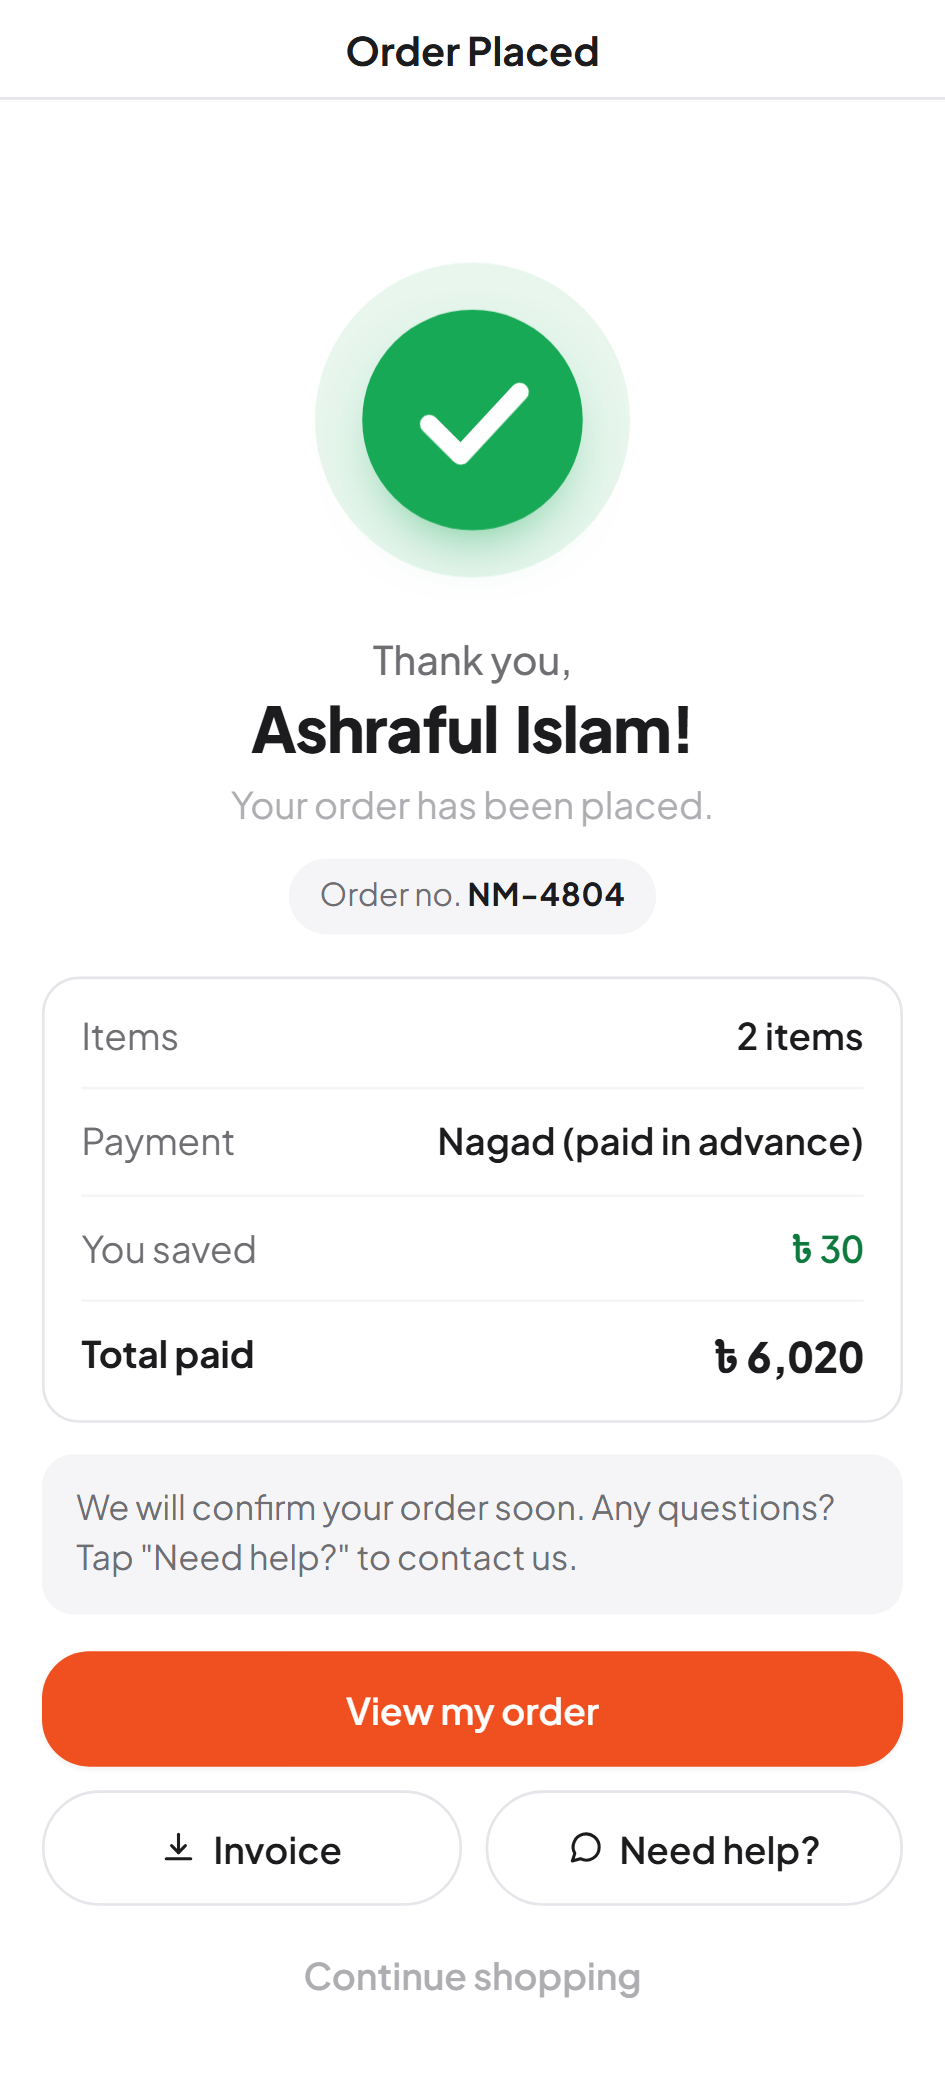 Order Placed
Thank you,
Ashraful Islam!
Your order has been placed.
Order no. NM-4804
Items 2 items
Payment Nagad (paid in advance)
You saved ৳ 30
Total paid ৳ 6,020
We will confirm your order soon. Any questions?
Tap "Need help?" to contact us.
View my order
Invoice Need help?
Continue shopping